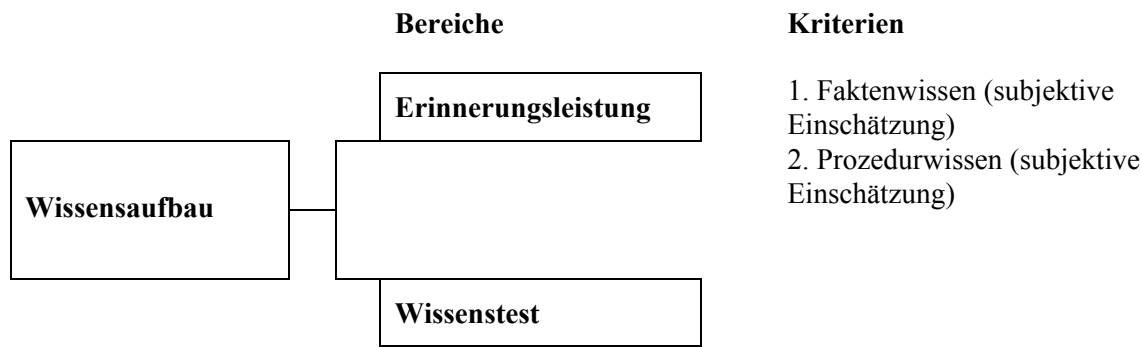 Bereiche
Kriterien
Erinnerungsleistung
1. Faktenwissen (subjektive
Einschätzung)
2. Prozedurwissen (subjektive
Einschätzung)
Wissensaufbau
Wissenstest